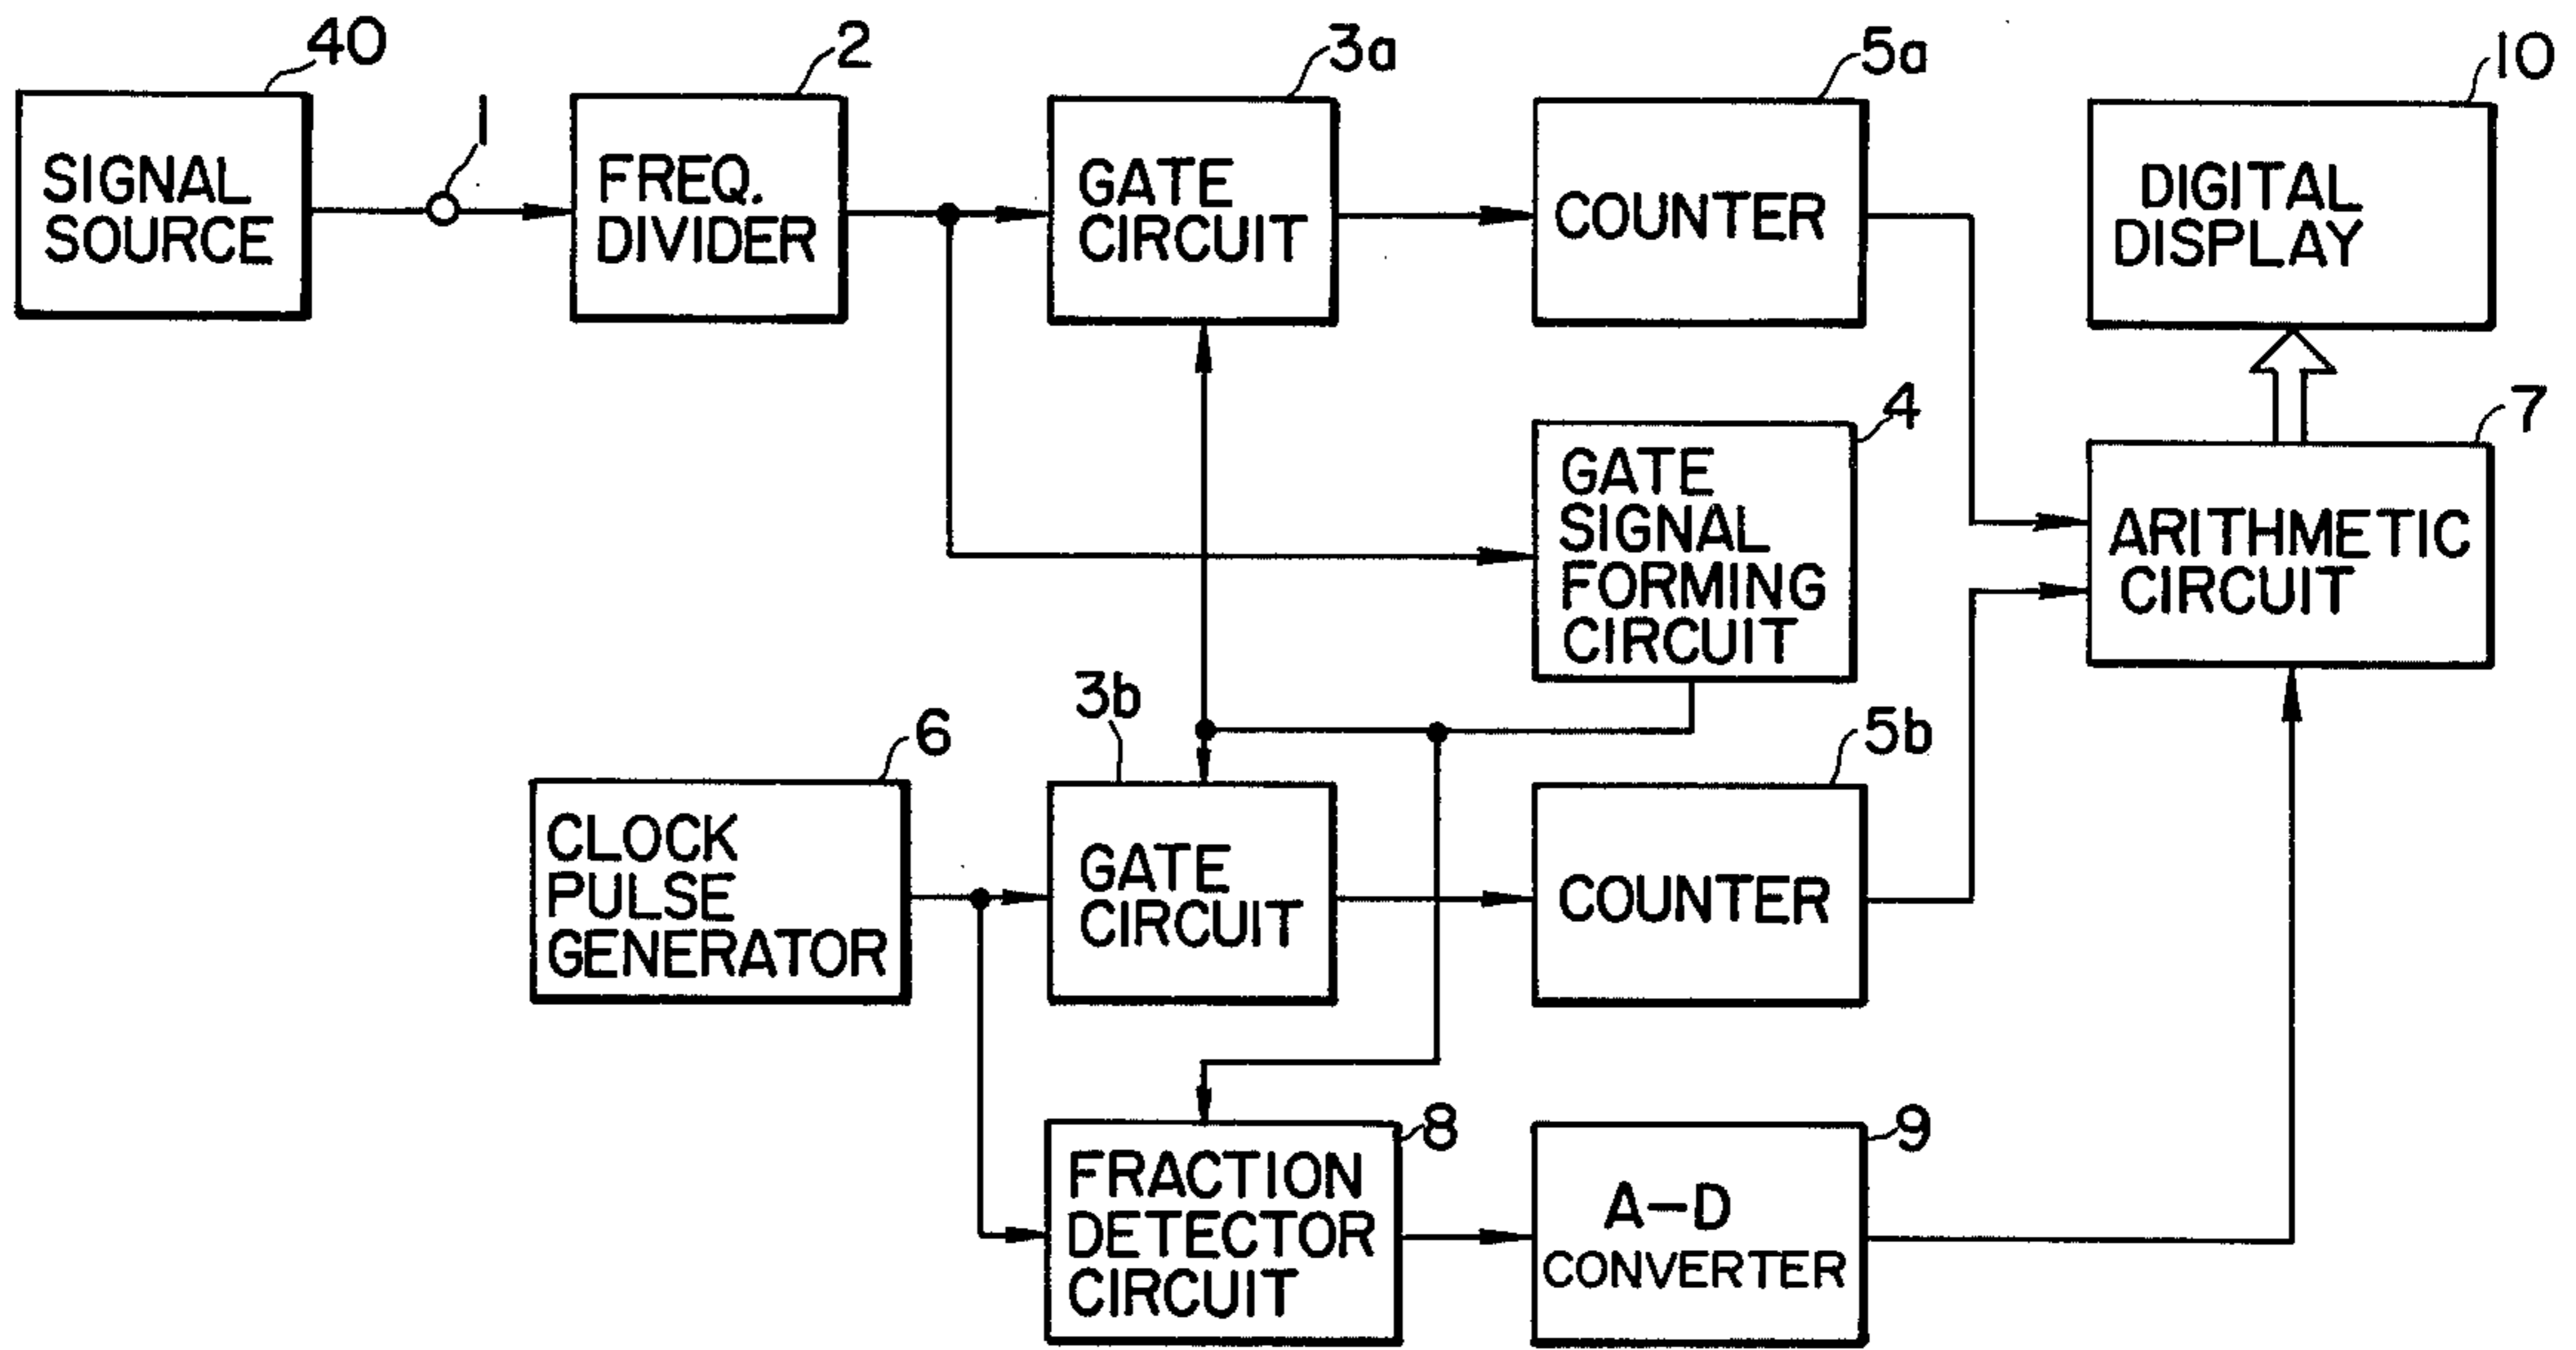 40
SIGNAL
SOURCE
1
2
FREQ.
DIVIDER
3a
GATE
CIRCUIT
5a
COUNTER
10
DIGITAL
DISPLAY
4
GATE
SIGNAL
FORMING
CIRCUIT
7
ARITHMETIC
CIRCUIT
6
CLOCK
PULSE
GENERATOR
3b
GATE
CIRCUIT
5b
COUNTER
8
FRACTION
DETECTOR
CIRCUIT
9
A-D
CONVERTER